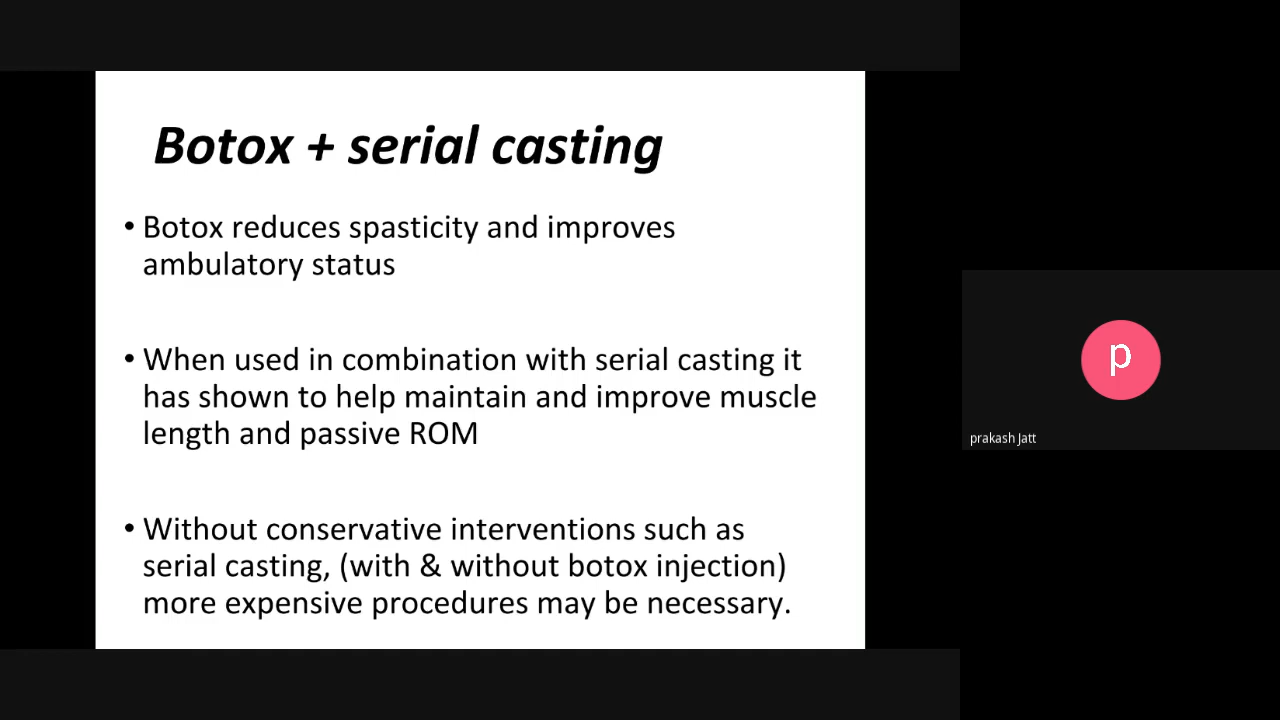 Botox + serial casting
• Botox reduces spasticity and improves
ambulatory status
• When used in combination with serial casting it
has shown to help maintain and improve muscle
length and passive ROM
• Without conservative interventions such as
serial casting, (with & without botox injection)
more expensive procedures may be necessary.
p
prakash Jatt